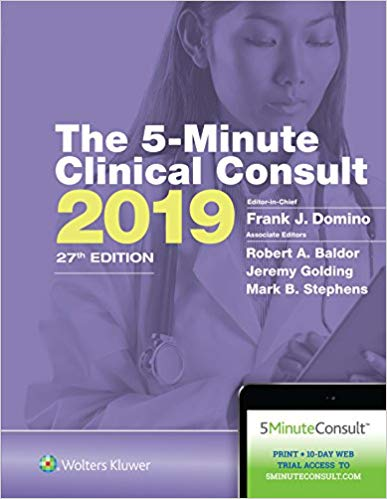 The 5-Minute
Clinical Consult
2019
27th EDITION
Editor-in-Chief
Frank J. Domino
Associate Editors
Robert A. Baldor
Jeremy Golding
Mark B. Stephens
5MinuteConsult™
PRINT + 10-DAY WEB
TRIAL ACCESS TO
5MINUTECONSULT.COM
Wolters Kluwer